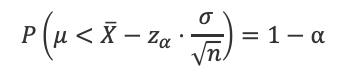 P(μ < X̄ − z_α · σ/√n) = 1 − α